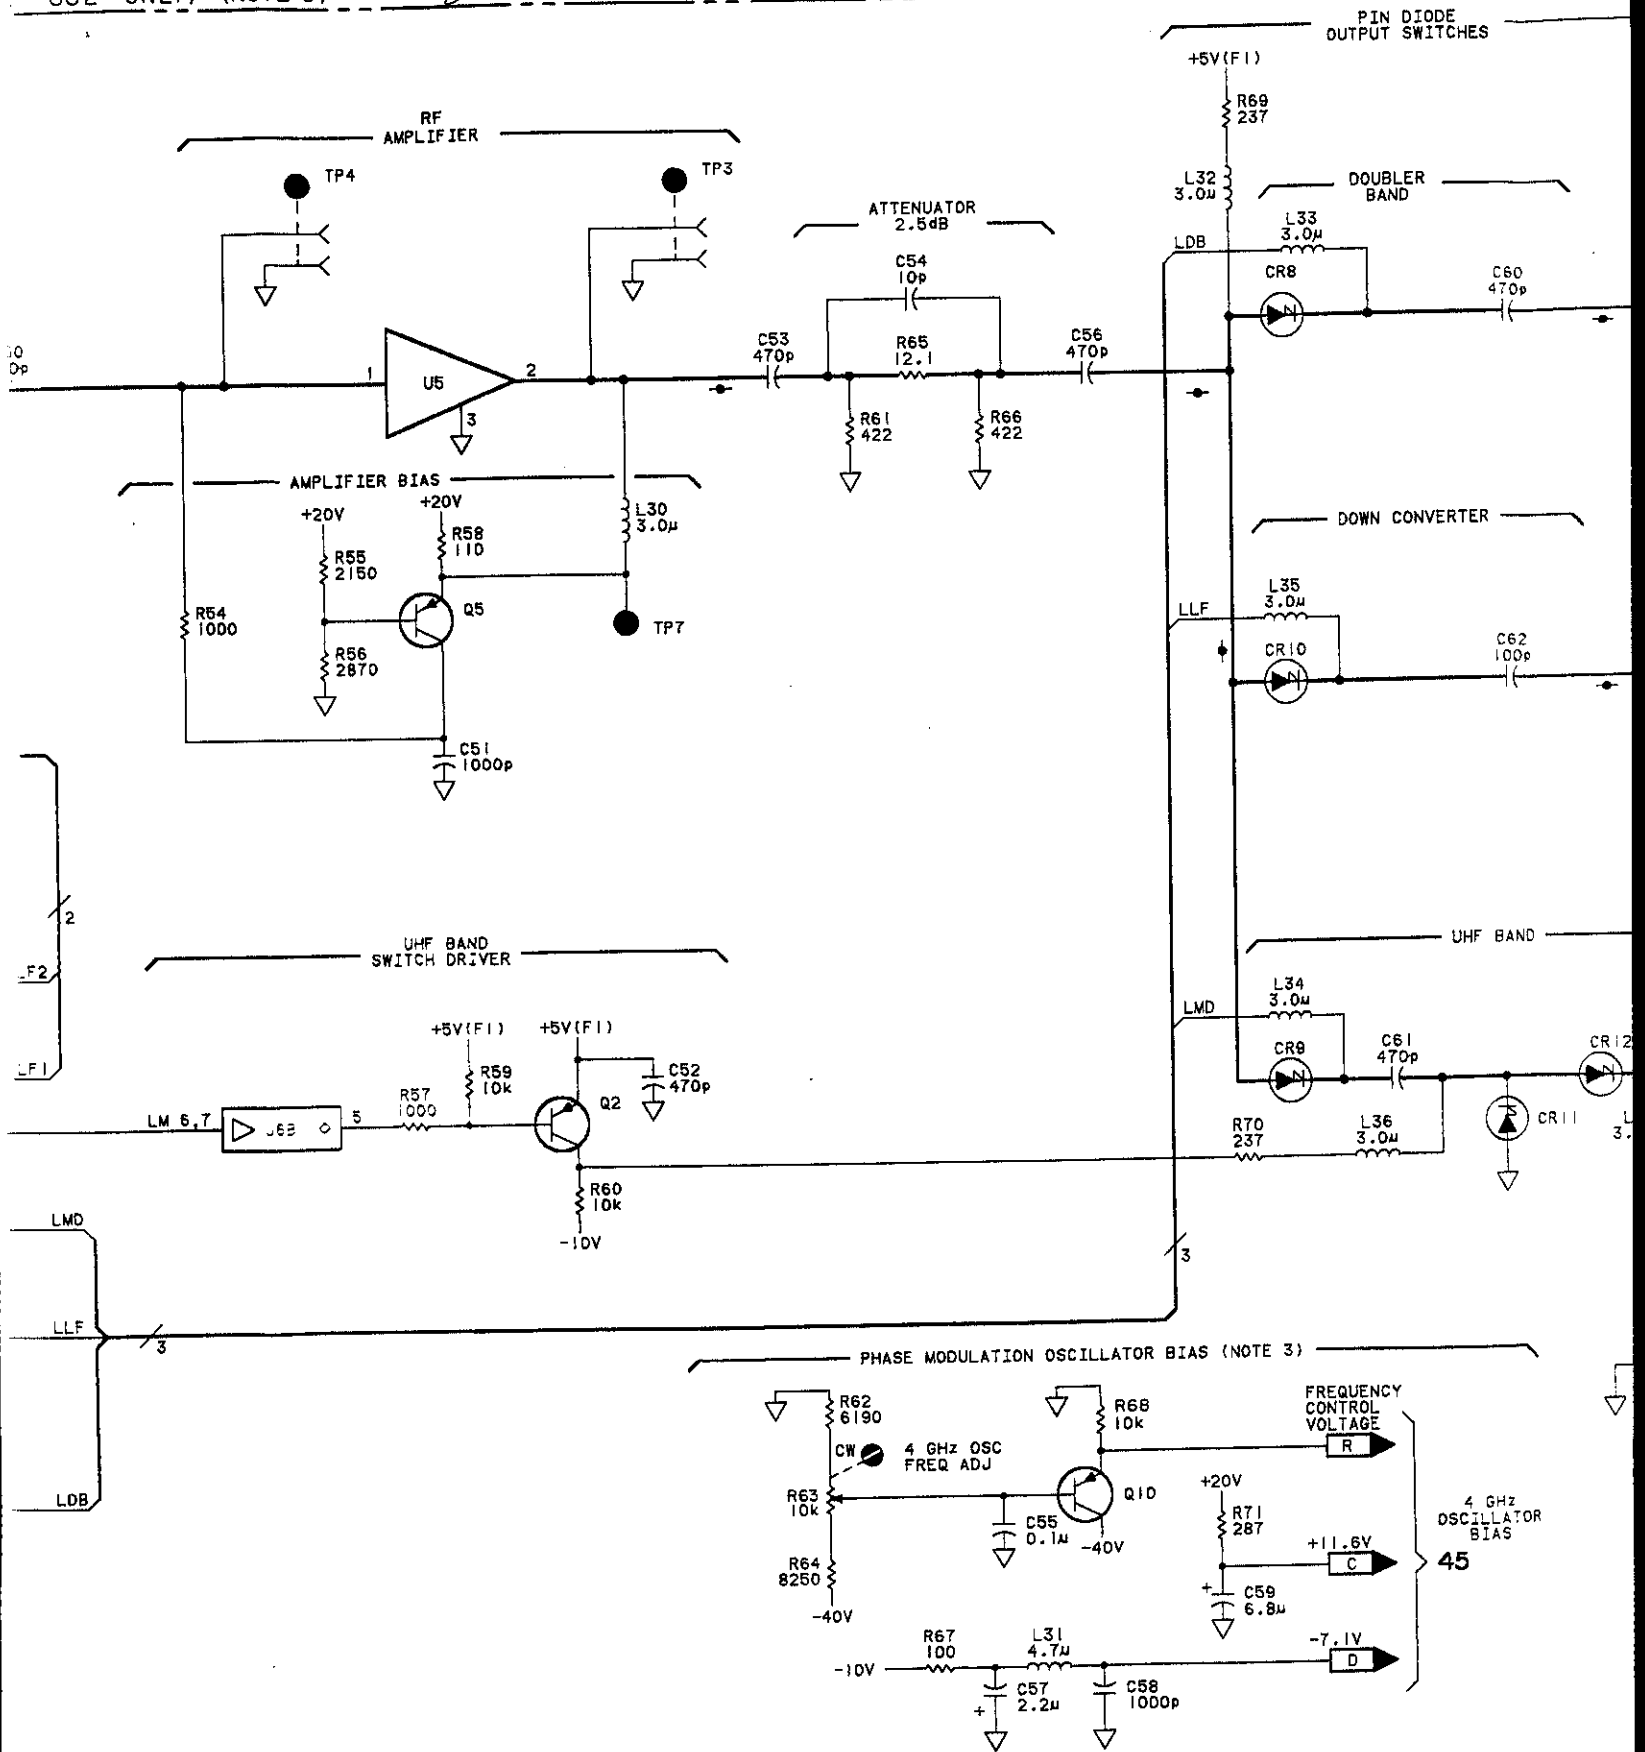 PIN DIODE
OUTPUT SWITCHES
+5V(F1)
R69
237
RF
AMPLIFIER
TP4
TP3
L32
3.0µ
DOUBLER
BAND
ATTENUATOR
2.5dB
LDB
L33
3.0µ
C54
10p
CR8
C60
470p
C53
470p
R65
12.1
C56
470p
1
U5
2
3
R61
422
R66
422
AMPLIFIER BIAS
+20V
+20V
L30
3.0µ
R58
110
R55
2150
DOWN CONVERTER
Q5
R54
1000
TP7
R56
2870
LLF
L35
3.0µ
CR10
C62
100p
C51
1000p
2
UHF BAND
SWITCH DRIVER
UHF BAND
LF2
L34
3.0µ
LMD
+5V(F1)
+5V(F1)
LF1
R59
10k
C52
470p
CR9
C61
470p
CR12
R57
1000
Q2
LM 6,7
5
R70
237
L36
3.0µ
CR11
R60
10k
-10V
LMD
3
LLF
3
LDB
PHASE MODULATION OSCILLATOR BIAS (NOTE 3)
R62
6190
R68
10k
FREQUENCY
CONTROL
VOLTAGE
R
CW
4 GHz OSC
FREQ ADJ
R63
10k
Q10
+20V
C55
0.1µ
-40V
R71
287
4 GHz
OSCILLATOR
BIAS
45
R64
8250
-40V
+11.6V
C
C59
6.8µ
+
R67
100
L31
4.7µ
-7.1V
D
-10V
C57
2.2µ
+
C58
1000p